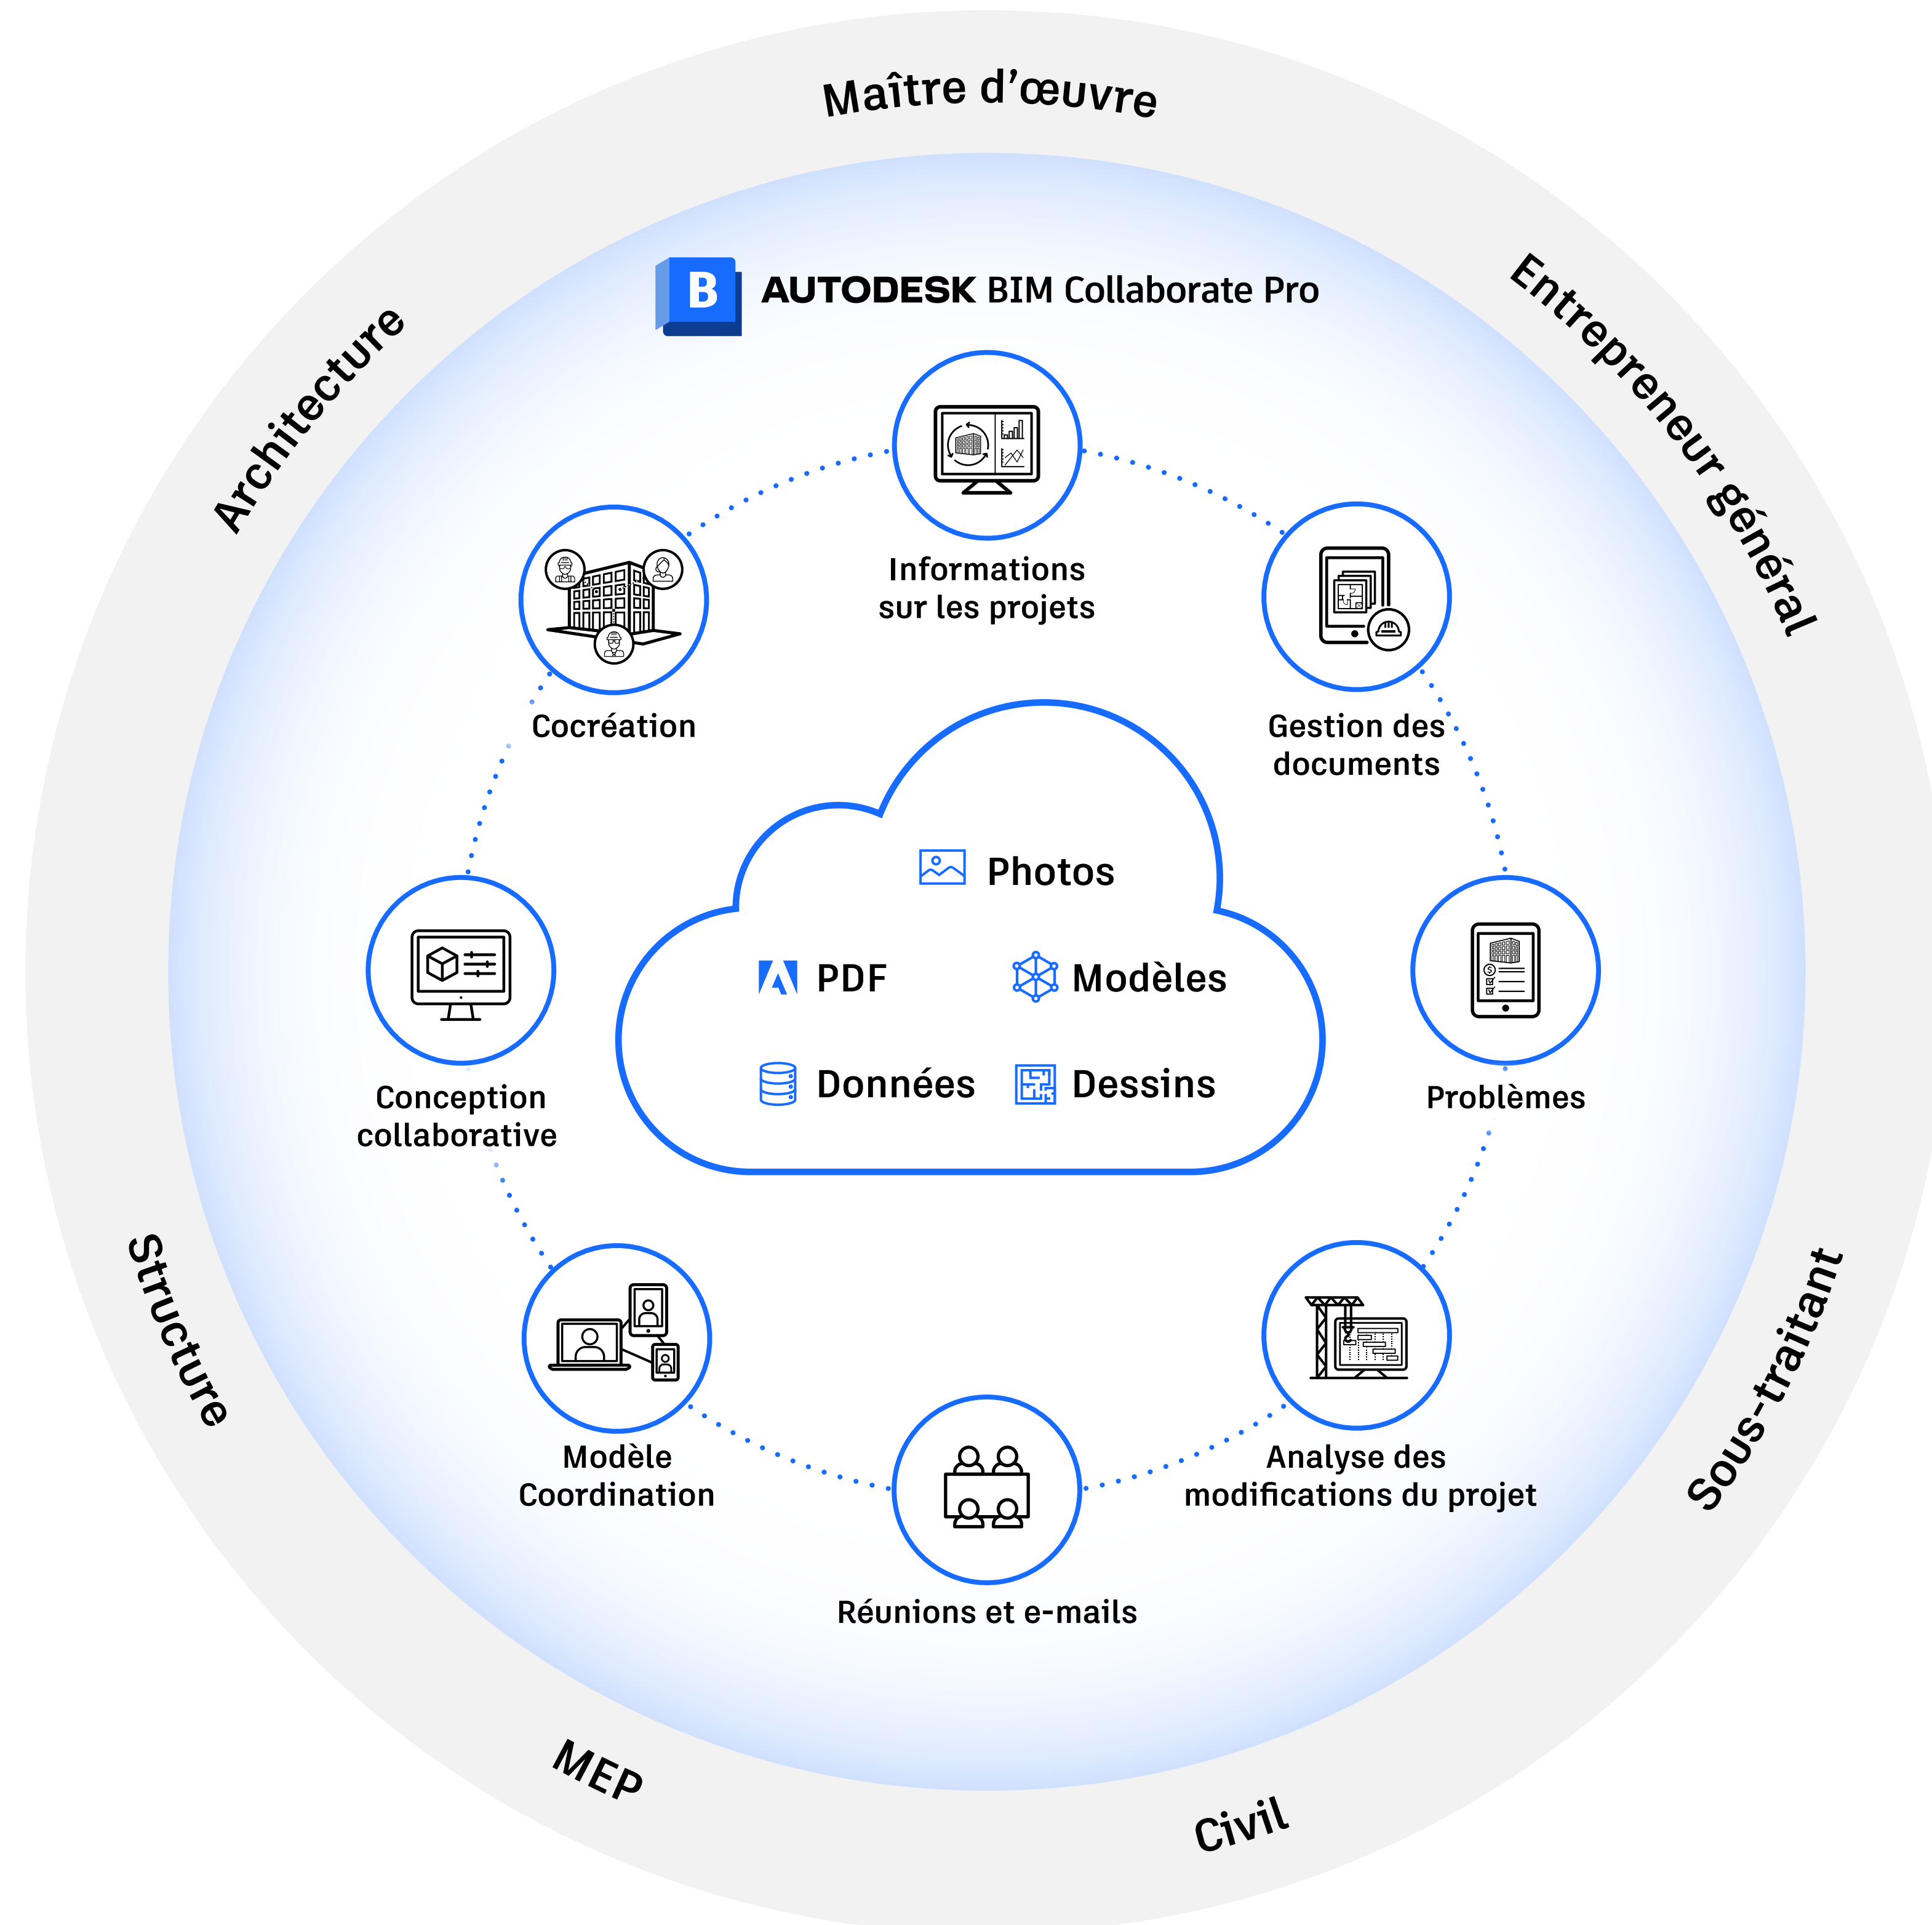 Maître d’œuvre
Entrepreneur général
Architecture
B AUTODESK BIM Collaborate Pro
Informations
sur les projets
Cocréation
Gestion des
documents
Photos
PDF
Modèles
Données
Dessins
Conception
collaborative
Problèmes
Structure
Sous-traitant
Modèle
Coordination
Analyse des
modifications du projet
Réunions et e-mails
MEP
Civil